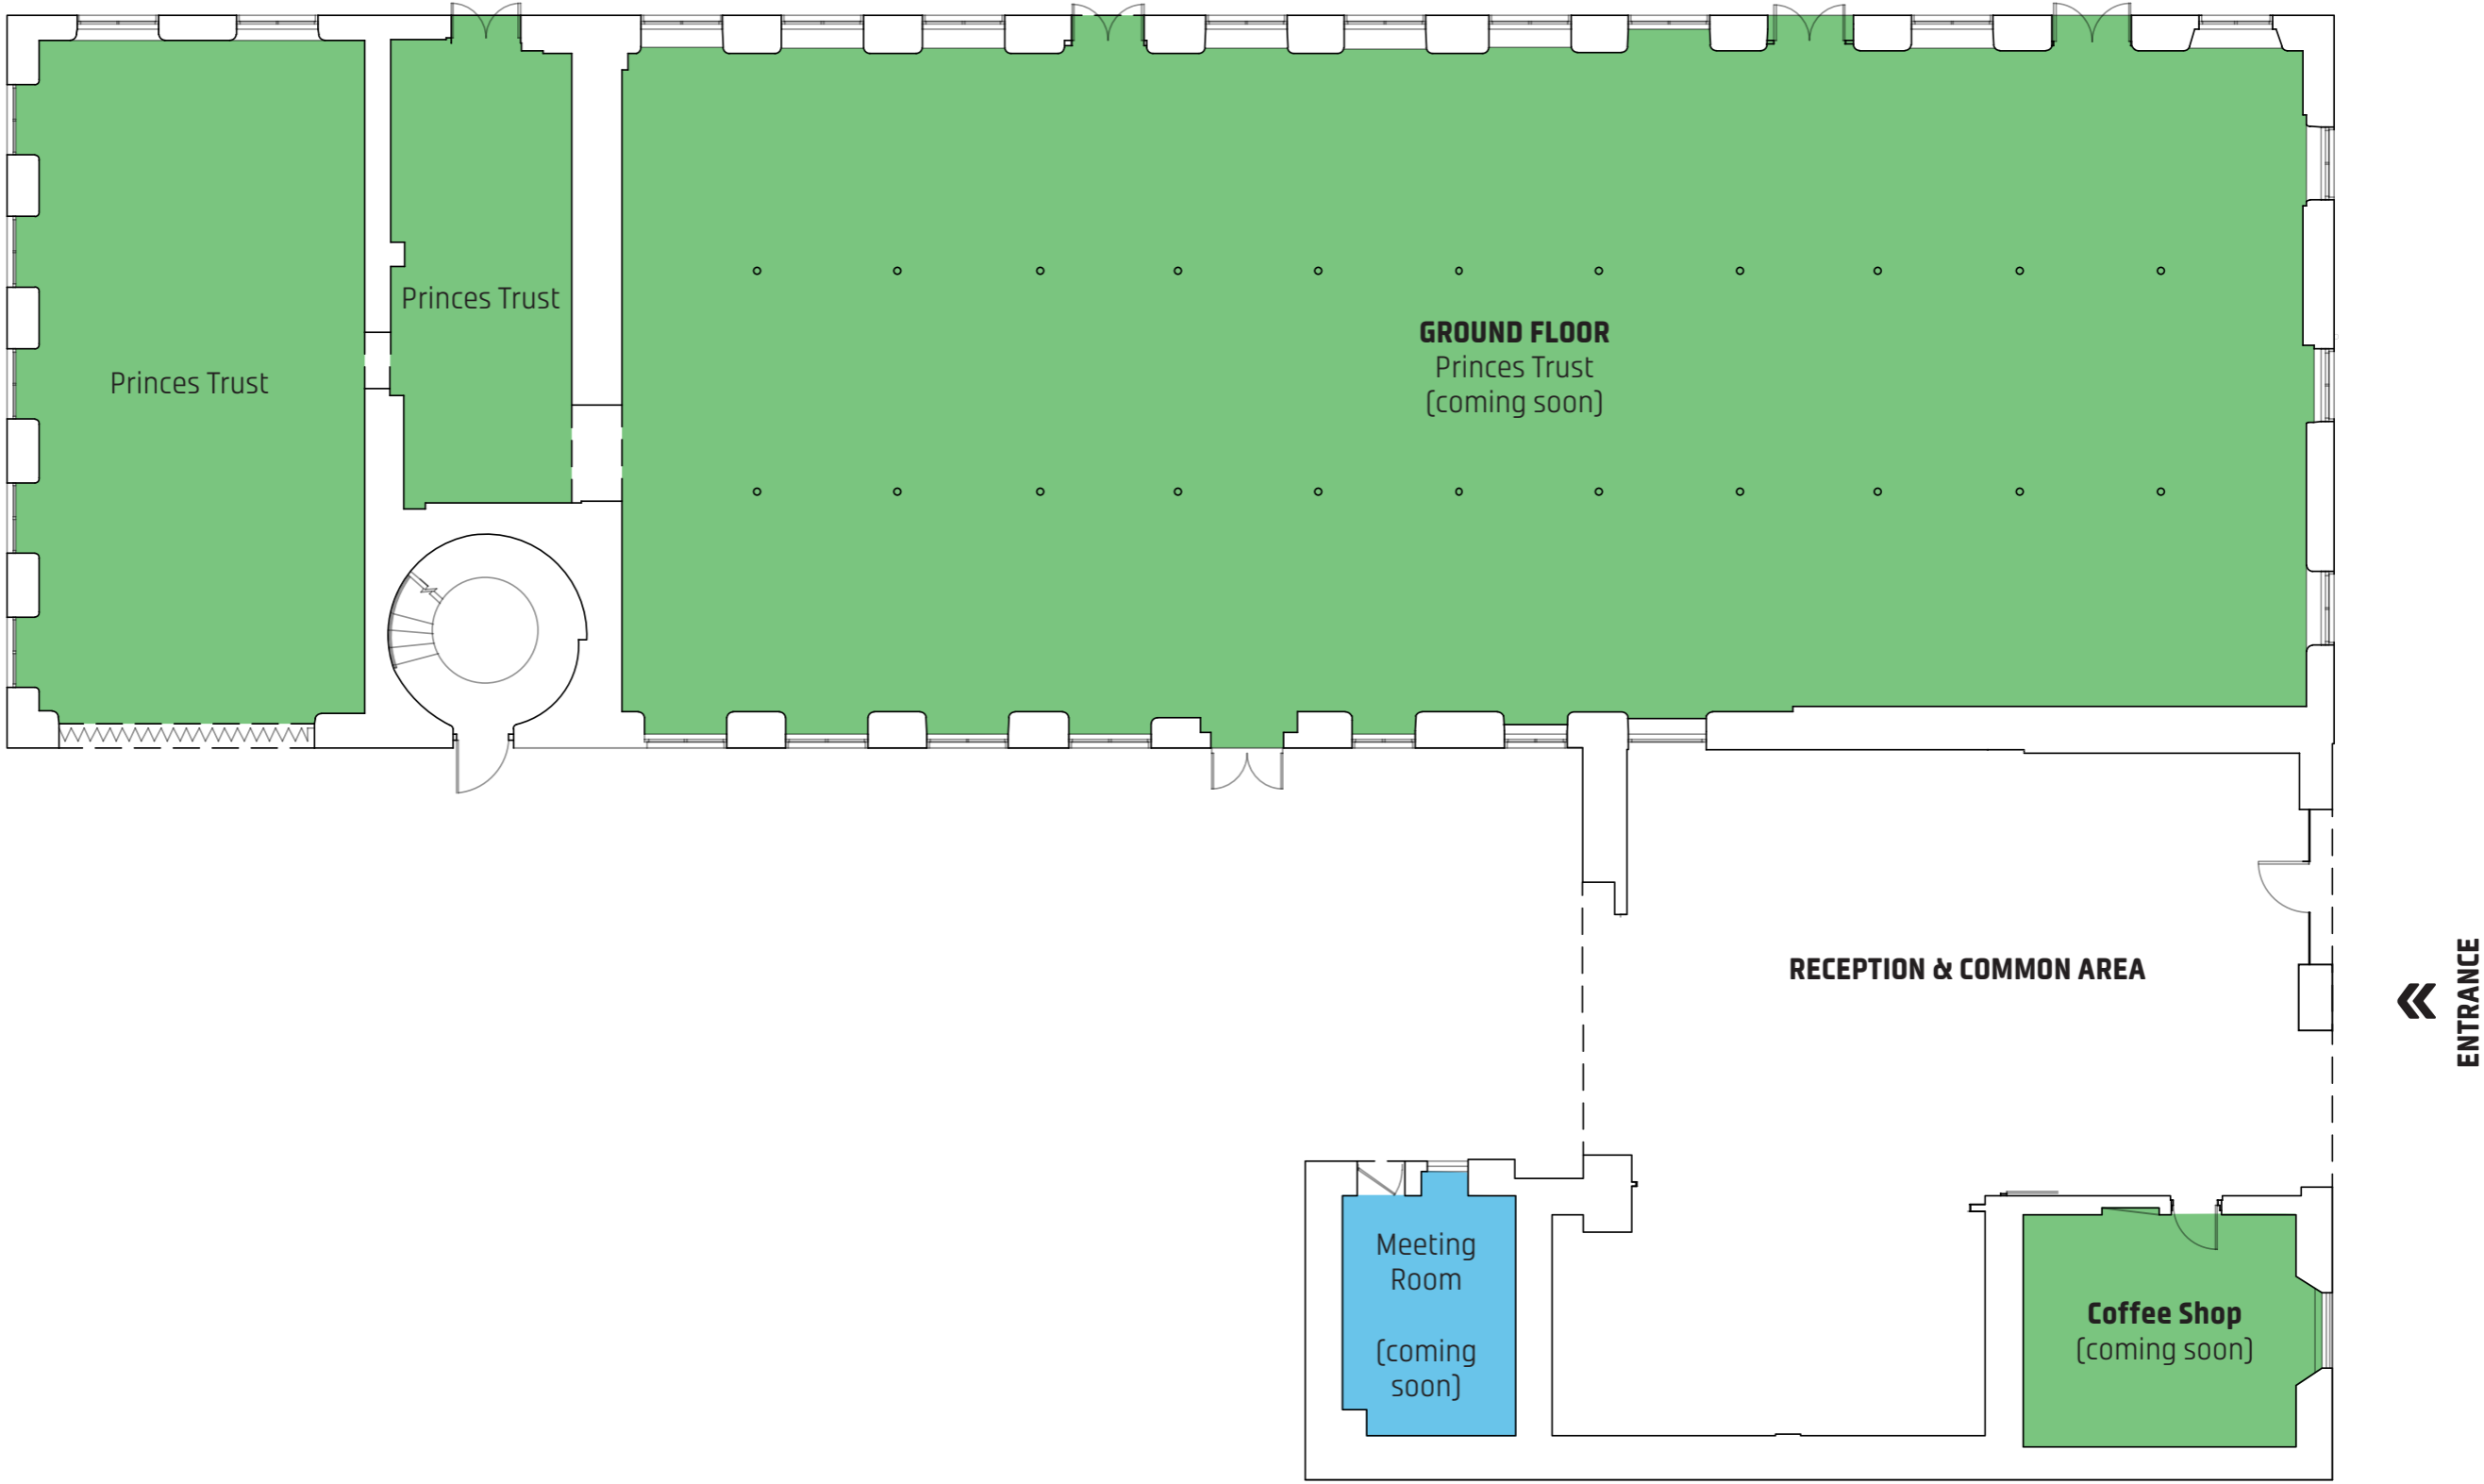 Princes Trust
Princes Trust
GROUND FLOOR
Princes Trust
(coming soon)
RECEPTION & COMMON AREA
ENTRANCE
Meeting
Room
(coming
soon)
Coffee Shop
(coming soon)